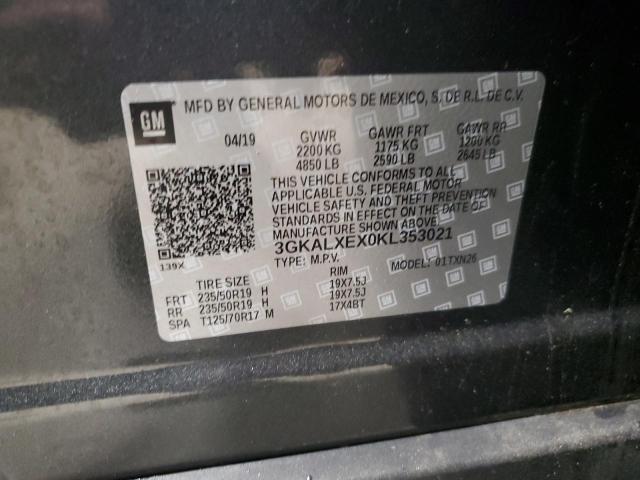 GM
MFD BY GENERAL MOTORS DE MEXICO, S. DE R.L. DE C.V.
04/19 GVWR GAWR FRT GAWR RR
2200 KG 1175 KG 1200 KG
4850 LB 2590 LB 2645 LB
THIS VEHICLE CONFORMS TO ALL
APPLICABLE U.S. FEDERAL MOTOR
VEHICLE SAFETY AND THEFT PREVENTION
STANDARDS IN EFFECT ON THE DATE OF
MANUFACTURE SHOWN ABOVE.
3GKALXEX0KL353021
139X TYPE: M.P.V. MODEL: 01TXN26
TIRE SIZE RIM
FRT 235/50R19 H 19X7.5J
RR 235/50R19 H 19X7.5J
SPA T125/70R17 M 17X4BT